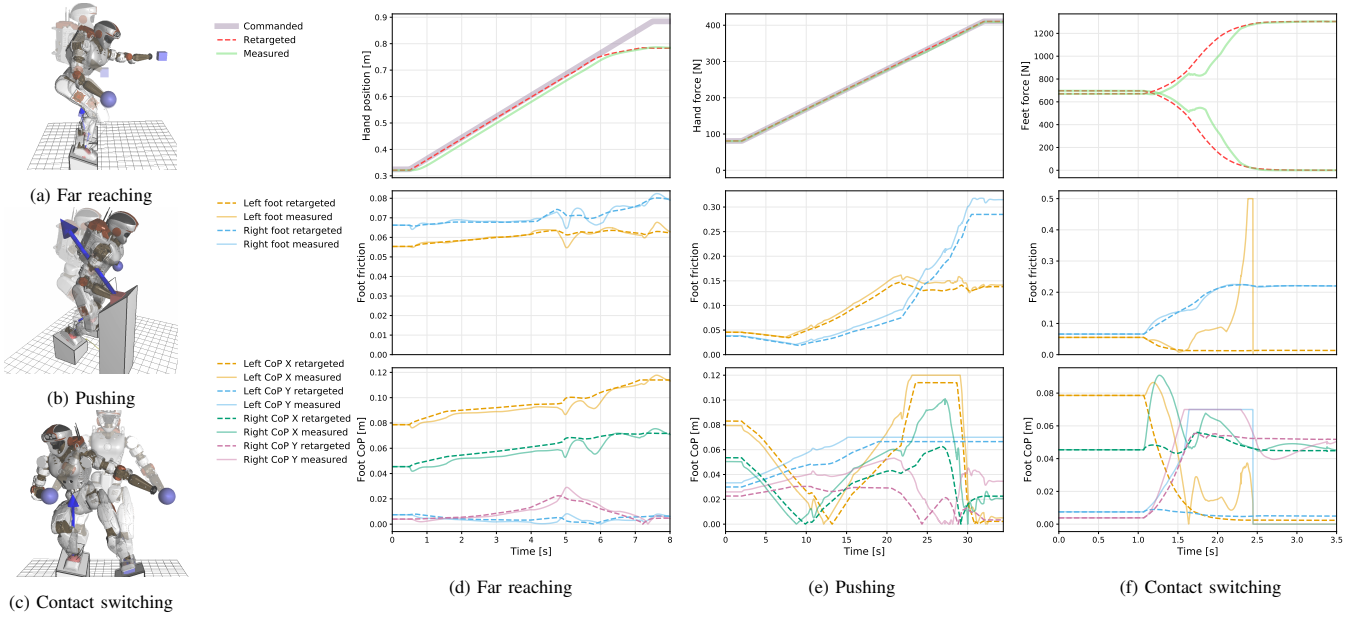 (a) Far reaching
(b) Pushing
(c) Contact switching
Commanded
Retargeted
Measured
Left foot retargeted
Left foot measured
Right foot retargeted
Right foot measured
Left CoP X retargeted
Left CoP X measured
Left CoP Y retargeted
Left CoP Y measured
Right CoP X retargeted
Right CoP X measured
Right CoP Y retargeted
Right CoP Y measured
Hand position [m]
0.9
0.8
0.7
0.6
0.5
0.4
0.3
Foot friction
0.08
0.07
0.06
0.05
0.04
0.03
0.02
0.01
0.00
Foot CoP [m]
0.12
0.10
0.08
0.06
0.04
0.02
0.00
0 1 2 3 4 5 6 7 8
Time [s]
(d) Far reaching
Hand force [N]
400
300
200
100
0
Foot friction
0.30
0.25
0.20
0.15
0.10
0.05
0.00
Foot CoP [m]
0.12
0.10
0.08
0.06
0.04
0.02
0.00
0 5 10 15 20 25 30
Time [s]
(e) Pushing
Feet force [N]
1200
1000
800
600
400
200
0
Foot friction
0.5
0.4
0.3
0.2
0.1
0.0
Foot CoP [m]
0.08
0.06
0.04
0.02
0.00
0.0 0.5 1.0 1.5 2.0 2.5 3.0 3.5
Time [s]
(f) Contact switching